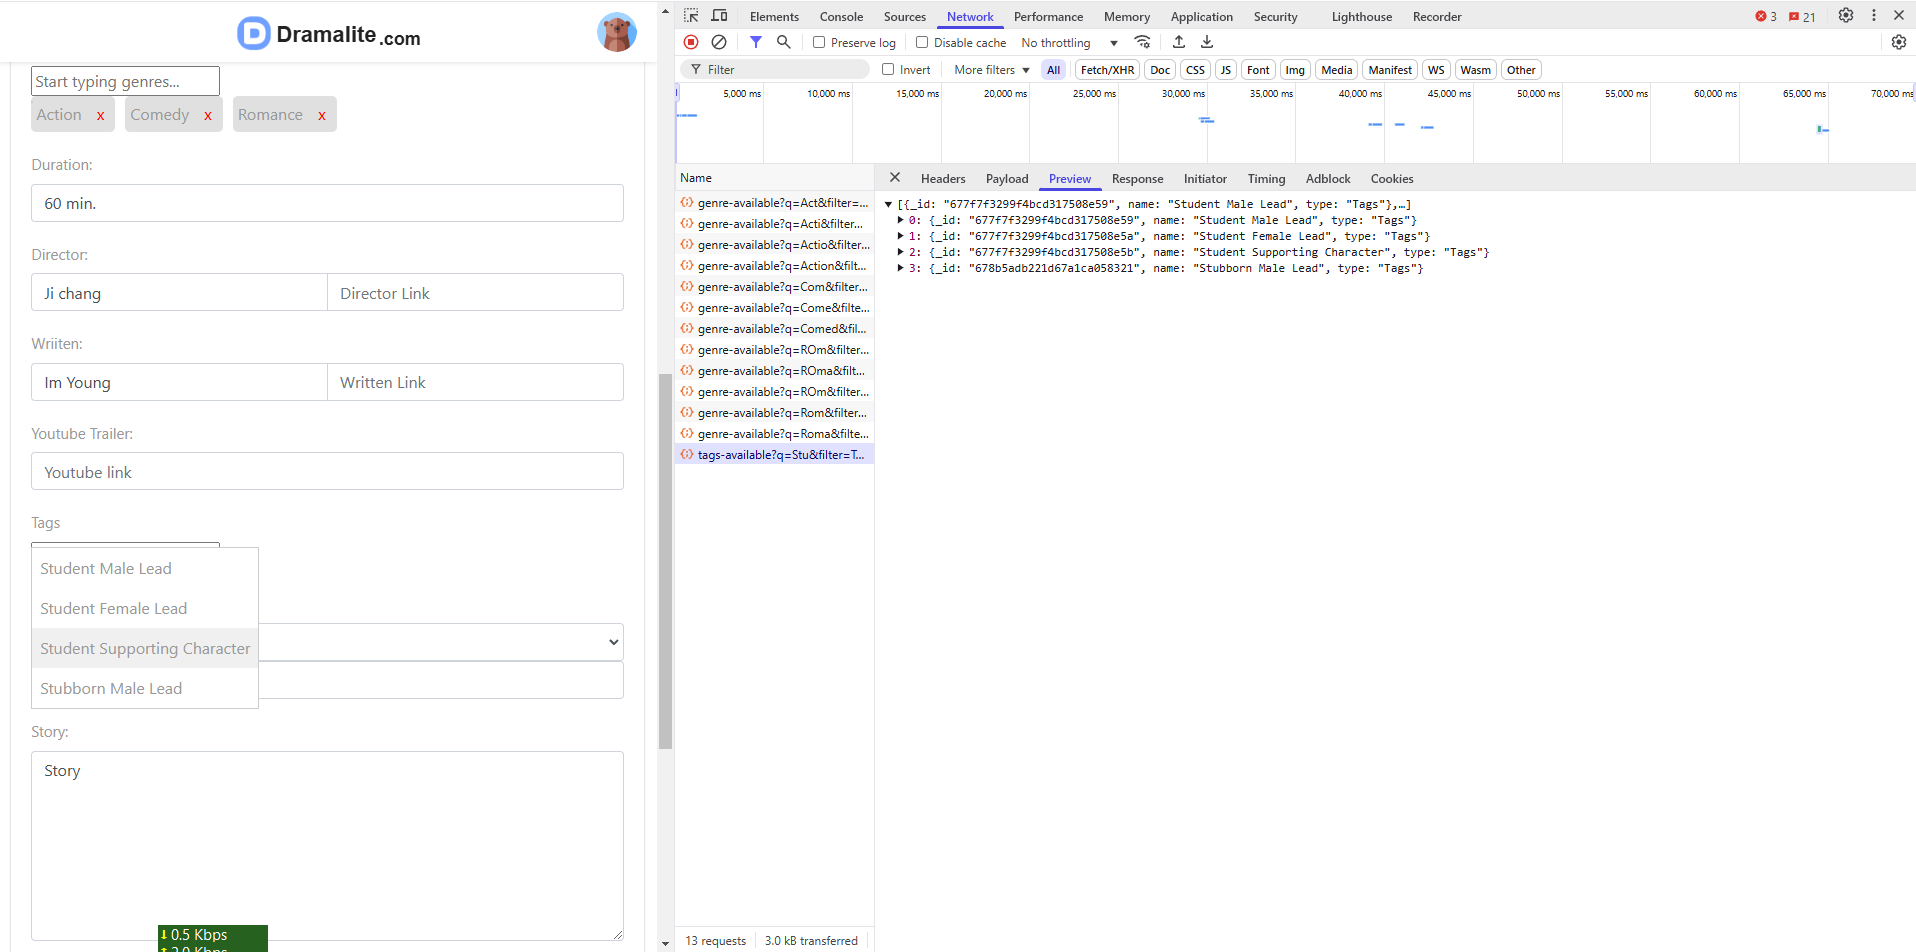 Dramalite.com
Start typing genres...
Action x Comedy x Romance x
Duration:
60 min.
Director:
Ji chang Director Link
Wriiten:
Im Young Written Link
Youtube Trailer:
Youtube link
Tags
Student Male Lead
Student Female Lead
Student Supporting Character
Stubborn Male Lead
Story:
Story
0.5 Kbps
Elements Console Sources Network Performance Memory Application Security Lighthouse Recorder 3 21
Preserve log Disable cache No throttling
Filter Invert More filters All Fetch/XHR Doc CSS JS Font Img Media Manifest WS Wasm Other
5,000 ms 10,000 ms 15,000 ms 20,000 ms 25,000 ms 30,000 ms 35,000 ms 40,000 ms 45,000 ms 50,000 ms 55,000 ms 60,000 ms 65,000 ms 70,000 ms
Name
genre-available?q=Act&filter=...
genre-available?q=Acti&filter...
genre-available?q=Actio&filter...
genre-available?q=Action&filt...
genre-available?q=Com&filter...
genre-available?q=Come&filte...
genre-available?q=Comed&fil...
genre-available?q=ROm&filter...
genre-available?q=ROma&filt...
genre-available?q=ROm&filter...
genre-available?q=Rom&filter...
genre-available?q=Roma&filte...
tags-available?q=Stu&filter=T...
13 requests 3.0 kB transferred
Headers Payload Preview Response Initiator Timing Adblock Cookies
[{_id: "677f7f3299f4bcd317508e59", name: "Student Male Lead", type: "Tags"},…]
0: {_id: "677f7f3299f4bcd317508e59", name: "Student Male Lead", type: "Tags"}
1: {_id: "677f7f3299f4bcd317508e5a", name: "Student Female Lead", type: "Tags"}
2: {_id: "677f7f3299f4bcd317508e5b", name: "Student Supporting Character", type: "Tags"}
3: {_id: "678b5adb221d67a1ca058321", name: "Stubborn Male Lead", type: "Tags"}